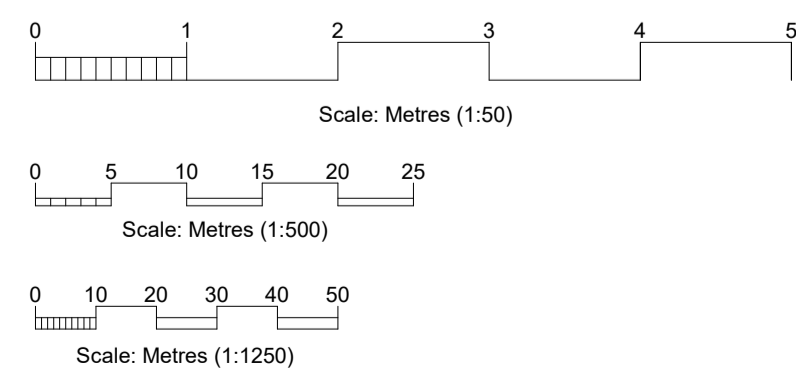 0 1 2 3 4 5
Scale: Metres (1:50)
0 5 10 15 20 25
Scale: Metres (1:500)
0 10 20 30 40 50
Scale: Metres (1:1250)